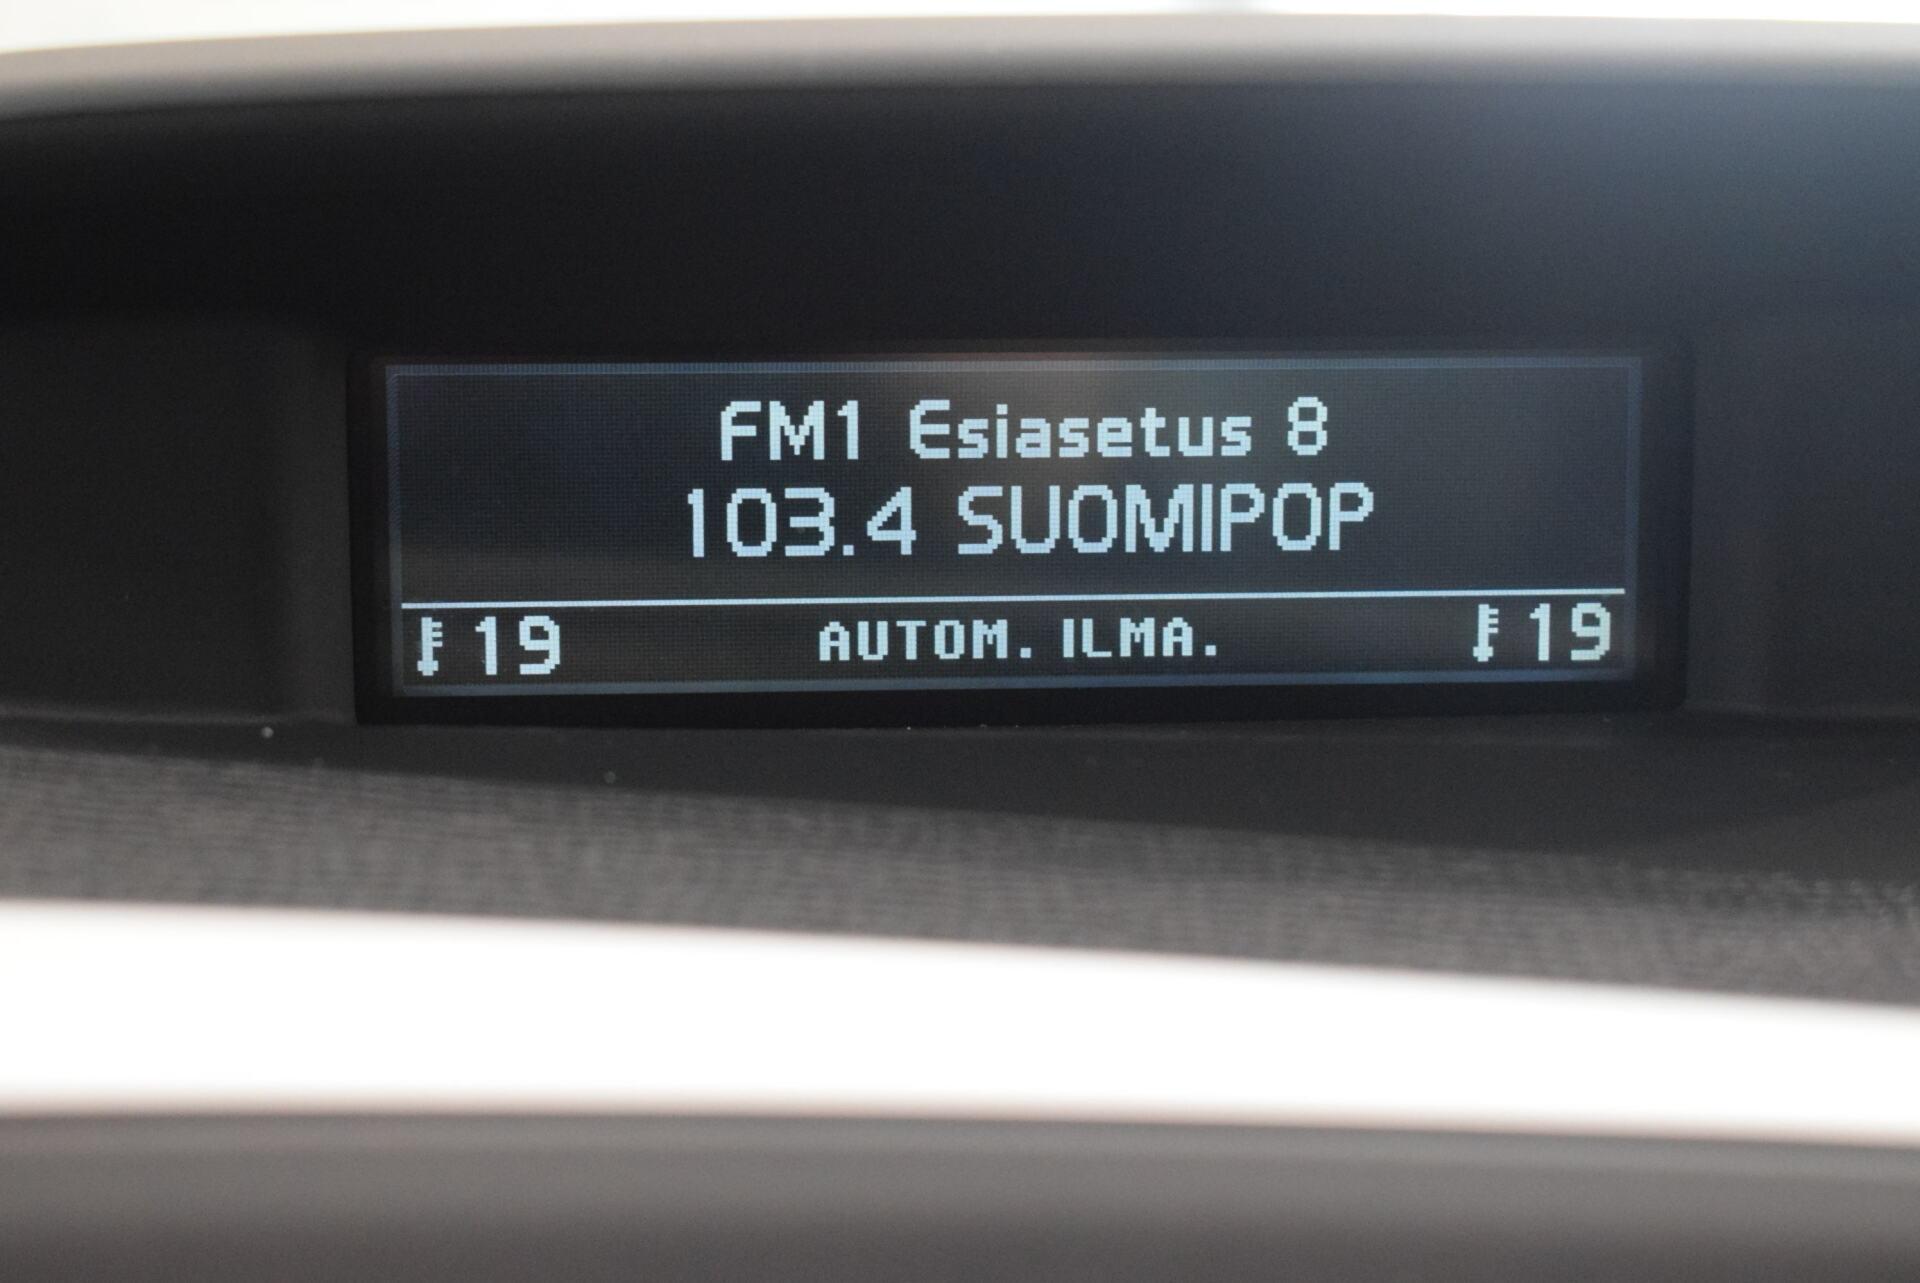 FM1 Esiasetus 8
103.4 SUOMIPOP
19 AUTOM. ILMA. 19